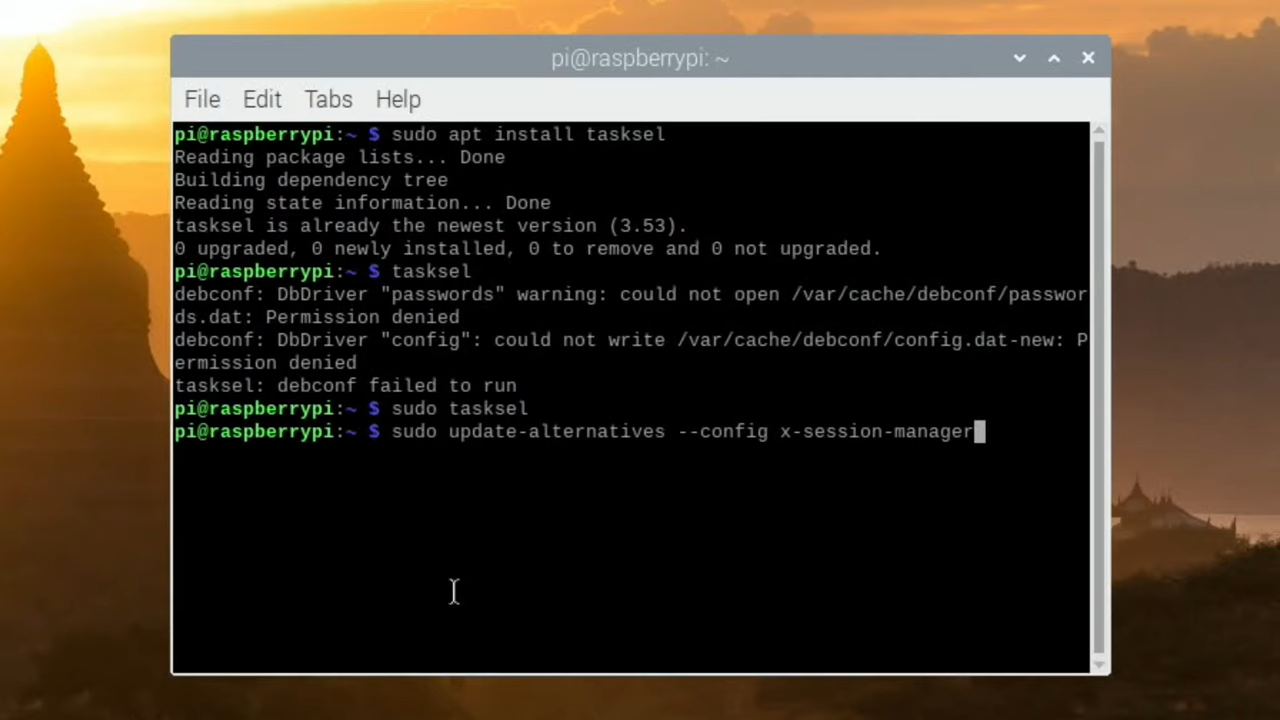 pi@raspberrypi: ~
File Edit Tabs Help
pi@raspberrypi:~ $ sudo apt install tasksel
Reading package lists... Done
Building dependency tree
Reading state information... Done
tasksel is already the newest version (3.53).
0 upgraded, 0 newly installed, 0 to remove and 0 not upgraded.
pi@raspberrypi:~ $ tasksel
debconf: DbDriver "passwords" warning: could not open /var/cache/debconf/passwor
ds.dat: Permission denied
debconf: DbDriver "config": could not write /var/cache/debconf/config.dat-new: P
ermission denied
tasksel: debconf failed to run
pi@raspberrypi:~ $ sudo tasksel
pi@raspberrypi:~ $ sudo update-alternatives --config x-session-manager